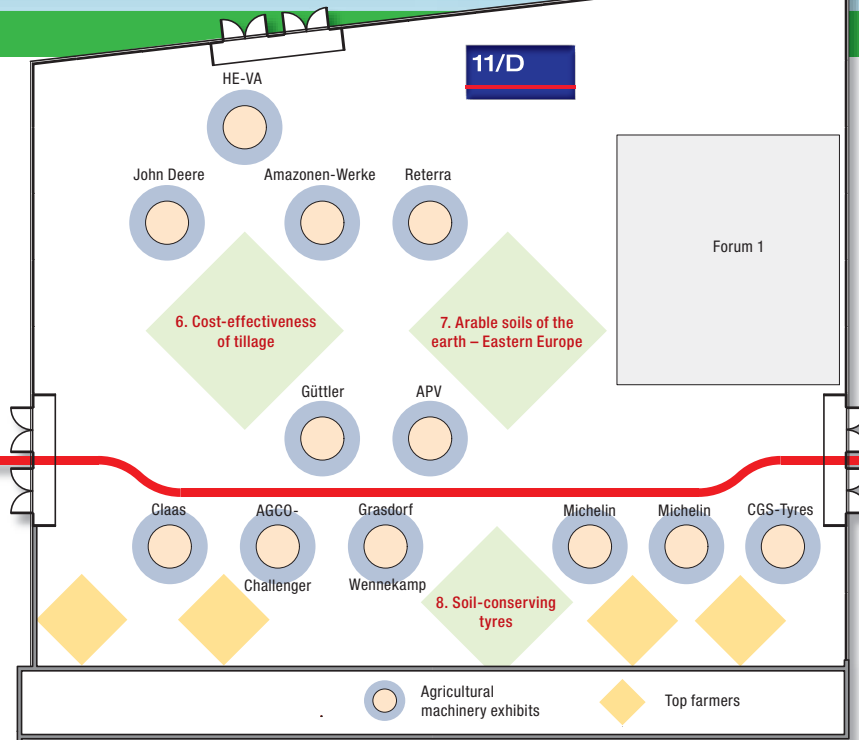 11/D
HE-VA
John Deere
Amazonen-Werke
Reterra
Forum 1
6. Cost-effectiveness
of tillage
7. Arable soils of the
earth – Eastern Europe
Güttler
APV
Claas
AGCO-
Challenger
Grasdorf
Wennekamp
Michelin
Michelin
CGS-Tyres
8. Soil-conserving
tyres
Agricultural
machinery exhibits
Top farmers